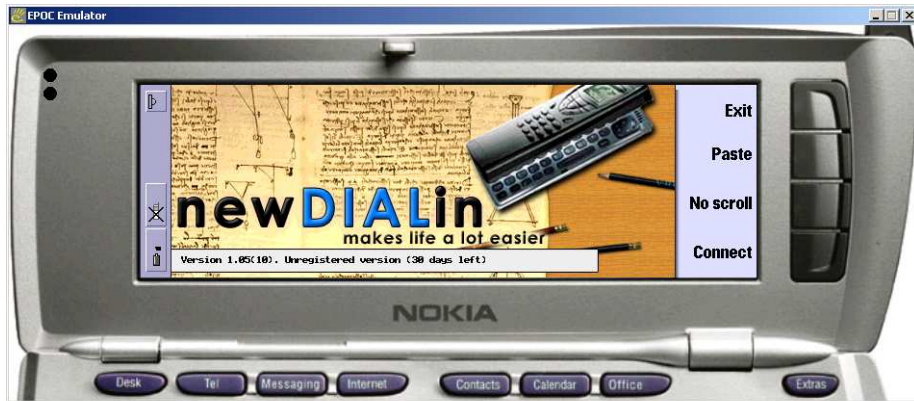 EPOC Emulator
Exit
Paste
newDIALin
No scroll
makes life a lot easier
Connect
Version 1.05(10). Unregistered version (30 days left)
NOKIA
Desk Tel Messaging Internet Contacts Calendar Office Extras